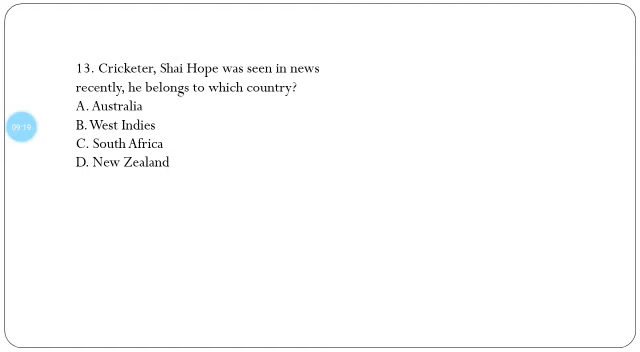 13. Cricketer, Shai Hope was seen in news
recently, he belongs to which country?
A. Australia
09:19
B. West Indies
C. South Africa
D. New Zealand